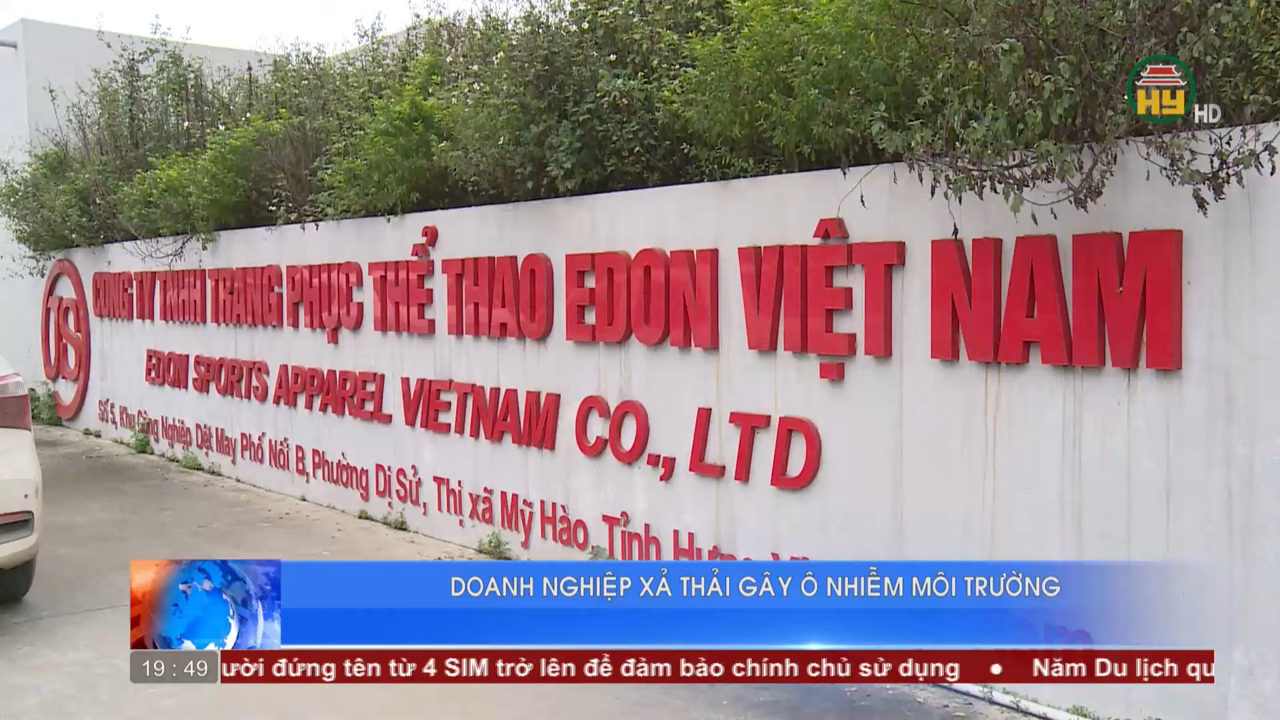 HY HD
CÔNG TY TNHH TRANG PHỤC THỂ THAO EDON VIỆT NAM
EDON SPORTS APPAREL VIETNAM CO., LTD
Số 5, Khu Công Nghiệp Dệt May Phố Nối B, Phường Dị Sử, Thị xã Mỹ Hào, Tỉnh Hưng
DOANH NGHIỆP XẢ THẢI GÂY Ô NHIỄM MÔI TRƯỜNG
19:49 ười đứng tên từ 4 SIM trở lên để đảm bảo chính chủ sử dụng • Năm Du lịch qu